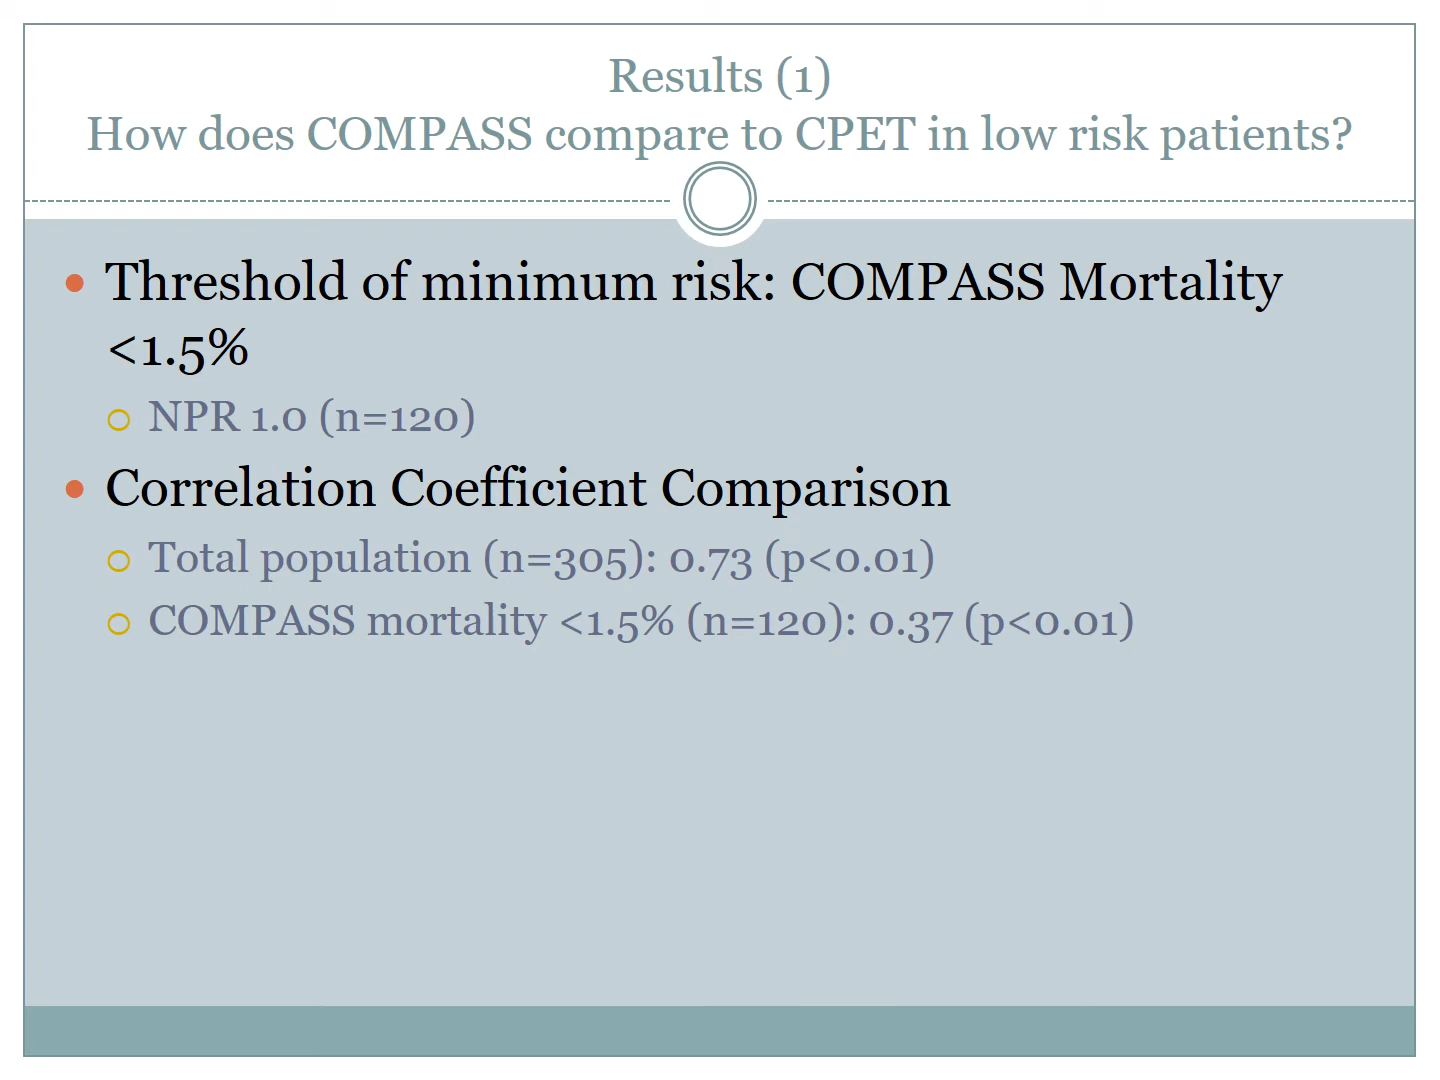 Results (1)
How does COMPASS compare to CPET in low risk patients?
Threshold of minimum risk: COMPASS Mortality
<1.5%
NPR 1.0 (n=120)
Correlation Coefficient Comparison
Total population (n=305): 0.73 (p<0.01)
COMPASS mortality <1.5% (n=120): 0.37 (p<0.01)